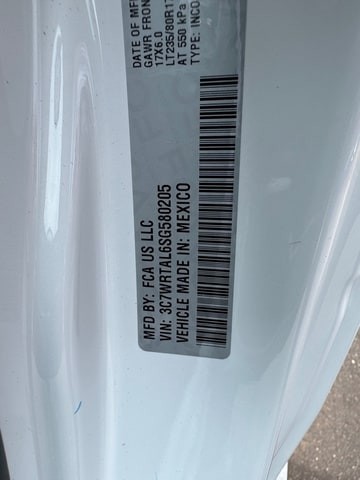 MFD BY: FCA US LLC
VIN: 3C7WRTAL6SG580205
VEHICLE MADE IN: MEXICO
DATE OF MF
GAWR FRON
17X6.0
LT235/80R17
AT 550 kPa
TYPE: INCO